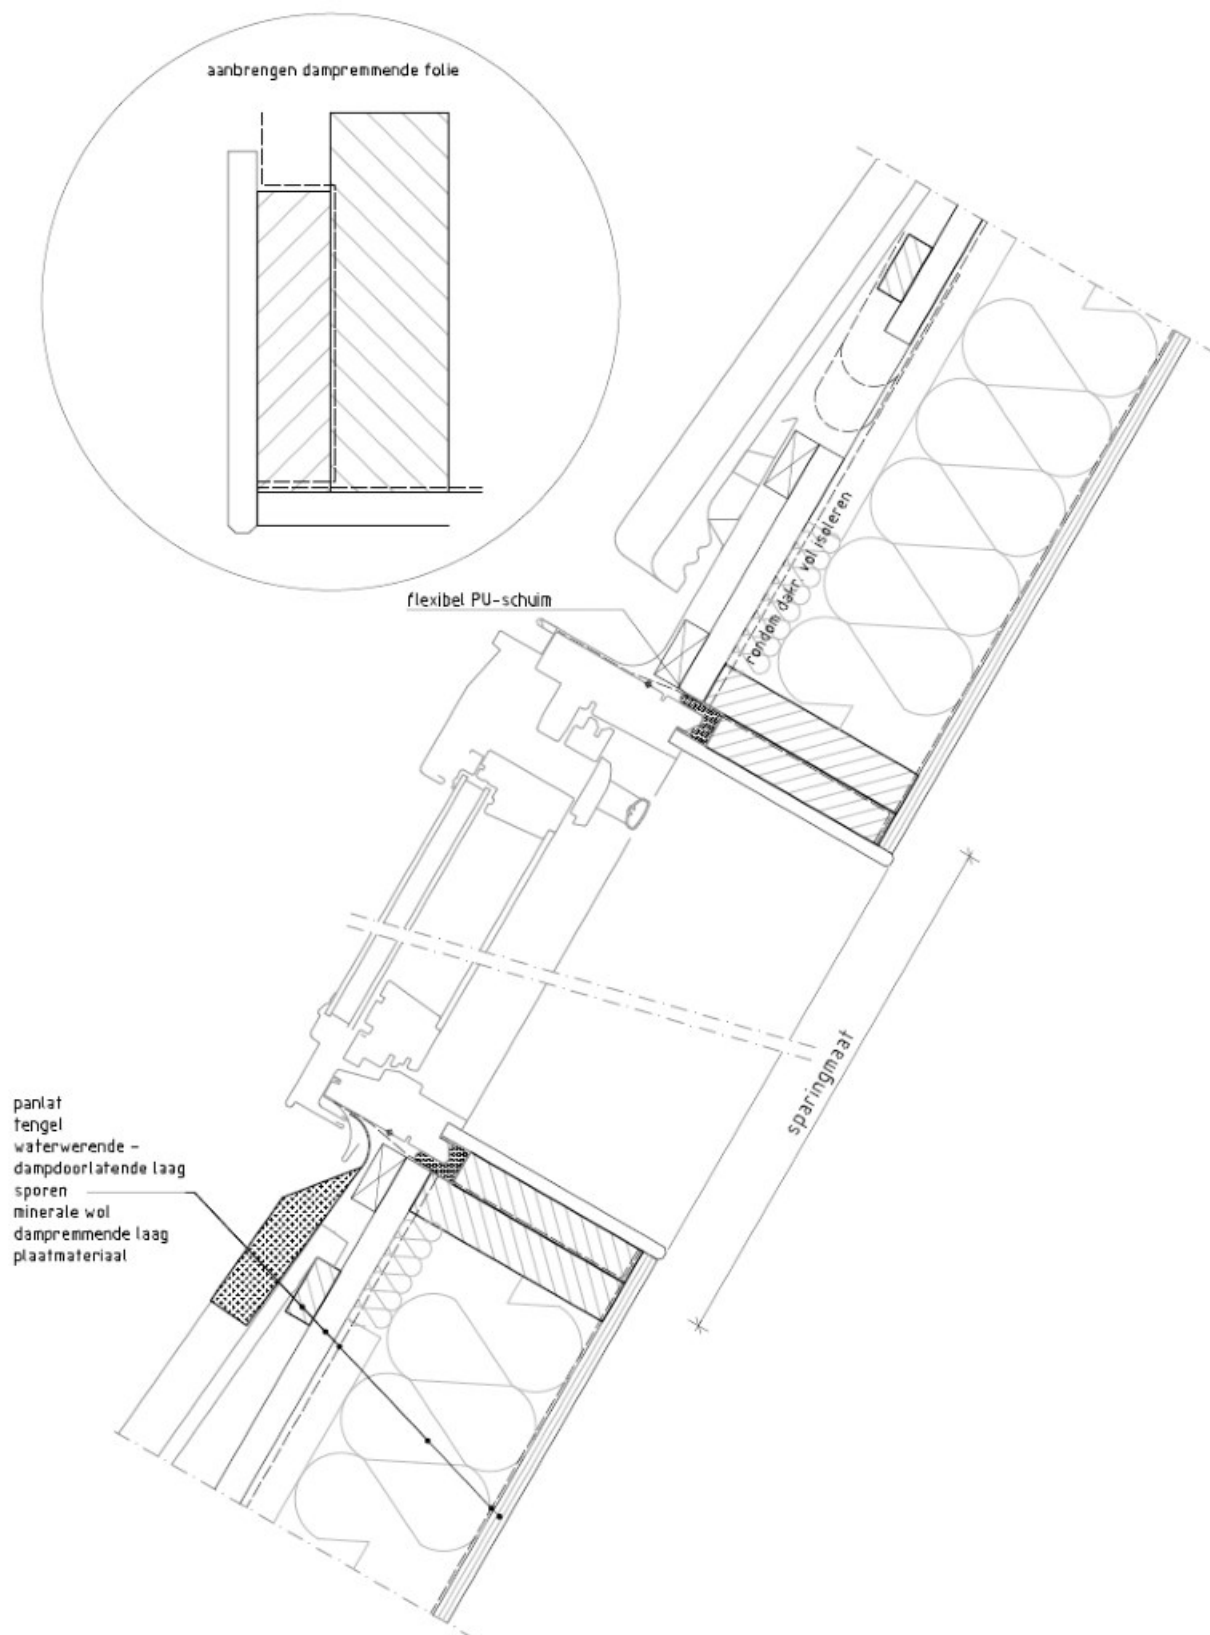 aanbrengen dampremmende folie
rondom dakr. vol isoleren
flexibel PU-schuim
sparingmaat
panlat
tengel
waterwerende -
dampdoorlatende laag
sporen
minerale wol
dampremmende laag
plaatmateriaal